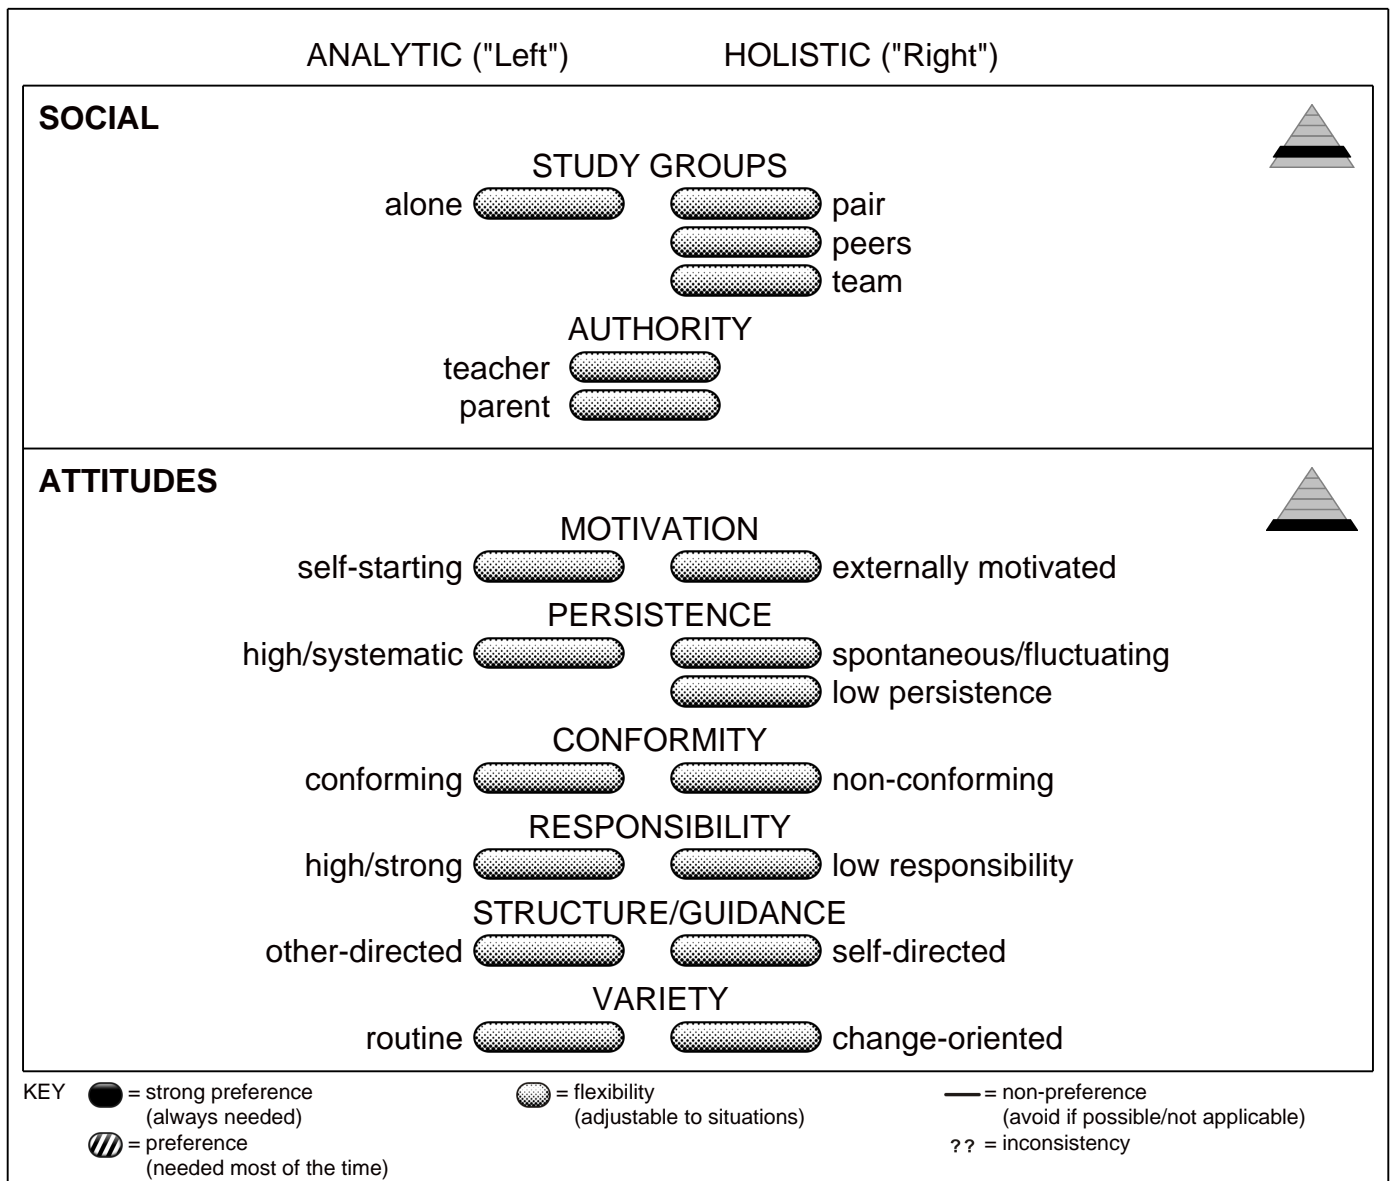 ANALYTIC ("Left") HOLISTIC ("Right")
SOCIAL
STUDY GROUPS
alone pair
peers
team
AUTHORITY
teacher
parent
ATTITUDES
MOTIVATION
self-starting externally motivated
PERSISTENCE
high/systematic spontaneous/fluctuating
low persistence
CONFORMITY
conforming non-conforming
RESPONSIBILITY
high/strong low responsibility
STRUCTURE/GUIDANCE
other-directed self-directed
VARIETY
routine change-oriented
KEY = strong preference = flexibility = non-preference
(always needed) (adjustable to situations) (avoid if possible/not applicable)
= preference ?? = inconsistency
(needed most of the time)